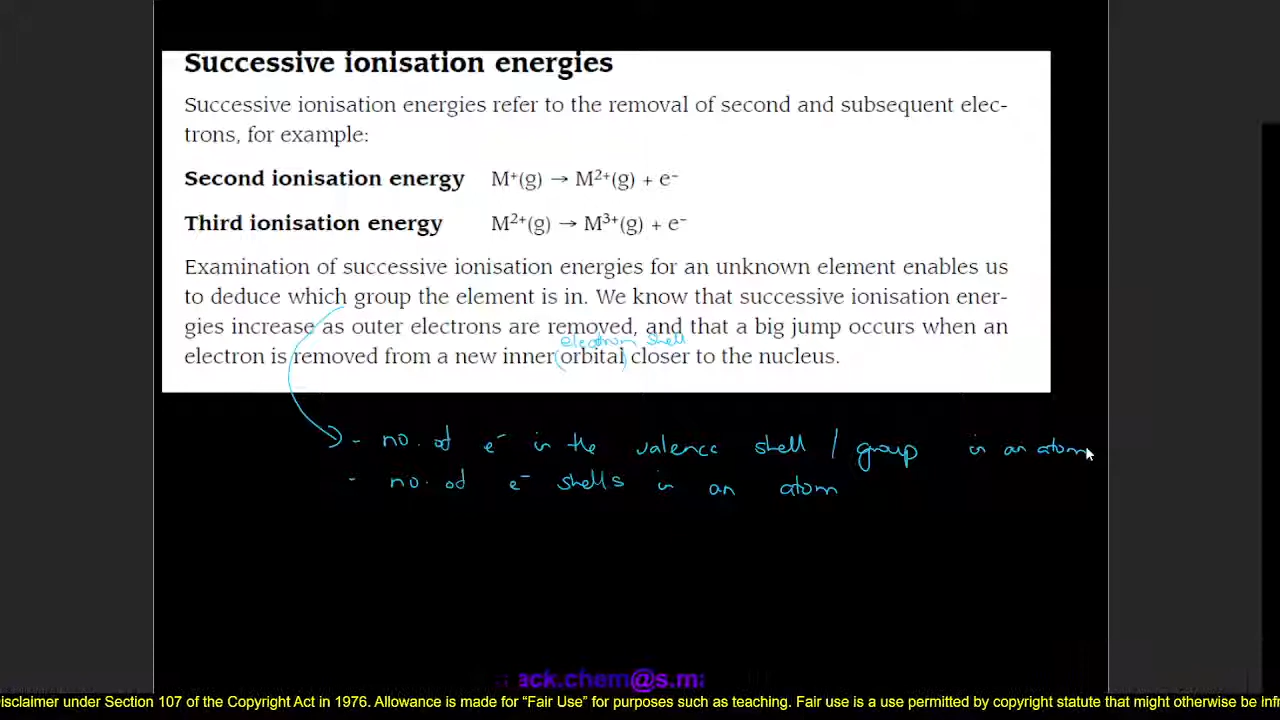 Successive ionisation energies
Successive ionisation energies refer to the removal of second and subsequent elec-
trons, for example:
Second ionisation energy M⁺(g) → M²⁺(g) + e⁻
Third ionisation energy M²⁺(g) → M³⁺(g) + e⁻
Examination of successive ionisation energies for an unknown element enables us
to deduce which group the element is in. We know that successive ionisation ener-
gies increase as outer electrons are removed, and that a big jump occurs when an
electron shell
electron is removed from a new inner (orbital) closer to the nucleus.
- no. of e⁻ in the valence shell / group in an atom
- no. of e⁻ shells in an atom
ack.chem@s.m
isclaimer under Section 107 of the Copyright Act in 1976. Allowance is made for “Fair Use” for purposes such as teaching. Fair use is a use permitted by copyright statute that might otherwise be inf